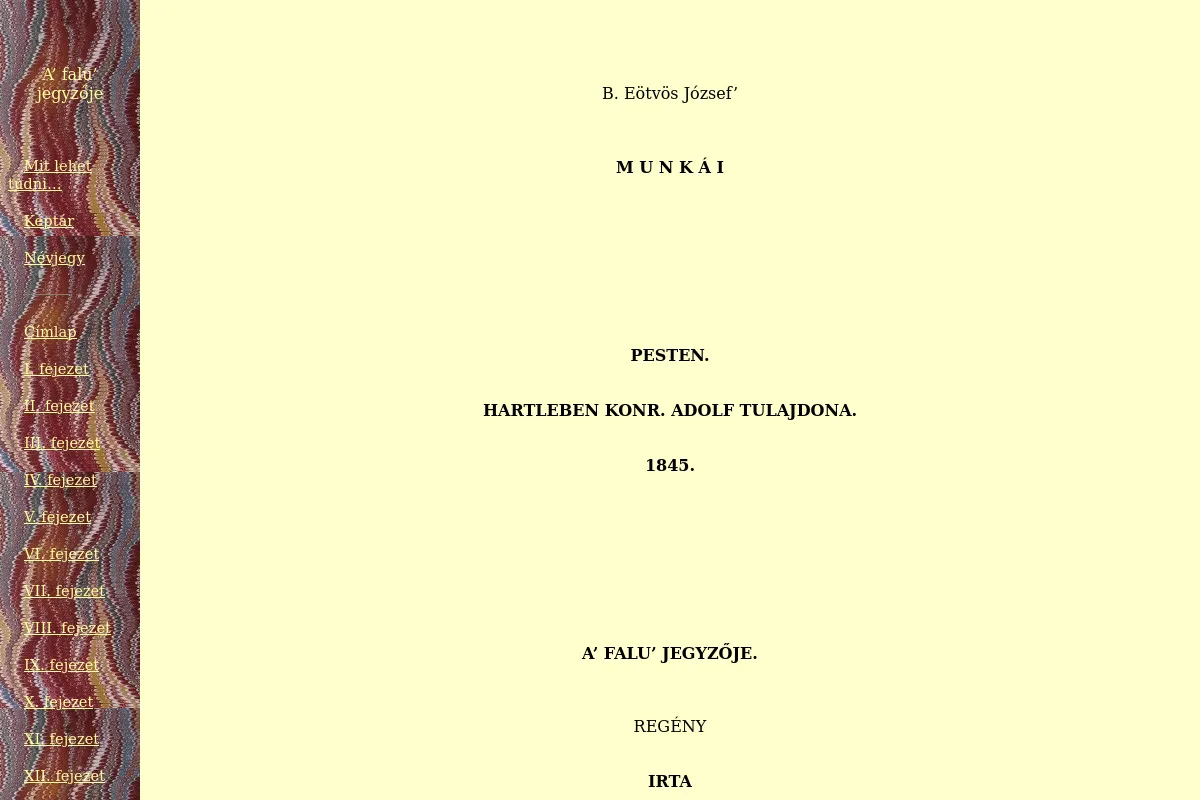 A’ falu’
jegyzője
Mit lehet
tudni...
Képtár
Névjegy
Címlap
I. fejezet
II. fejezet
III. fejezet
IV. fejezet
V. fejezet
VI. fejezet
VII. fejezet
VIII. fejezet
IX. fejezet
X. fejezet
XI. fejezet
XII. fejezet
B. Eötvös József’
M U N K Á I
PESTEN.
HARTLEBEN KONR. ADOLF TULAJDONA.
1845.
A’ FALU’ JEGYZŐJE.
REGÉNY
IRTA